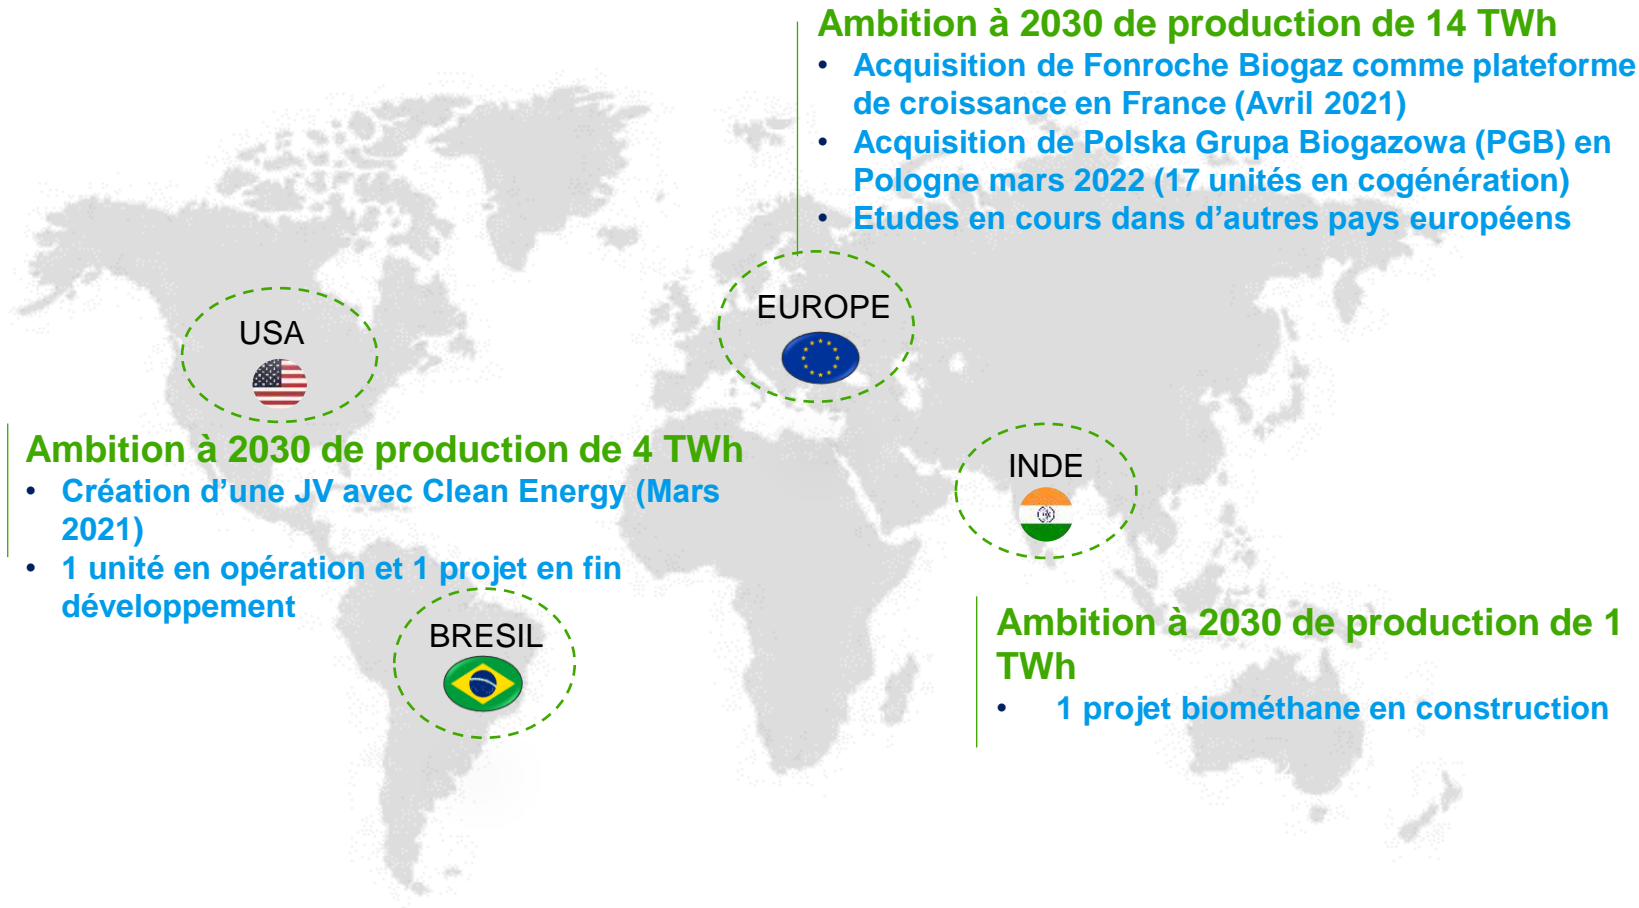 Ambition à 2030 de production de 14 TWh
• Acquisition de Fonroche Biogaz comme plateforme
de croissance en France (Avril 2021)
• Acquisition de Polska Grupa Biogazowa (PGB) en
Pologne mars 2022 (17 unités en cogénération)
• Etudes en cours dans d’autres pays européens
EUROPE
USA
Ambition à 2030 de production de 4 TWh
• Création d’une JV avec Clean Energy (Mars
2021)
• 1 unité en opération et 1 projet en fin
développement
INDE
BRESIL
Ambition à 2030 de production de 1
TWh
• 1 projet biométhane en construction